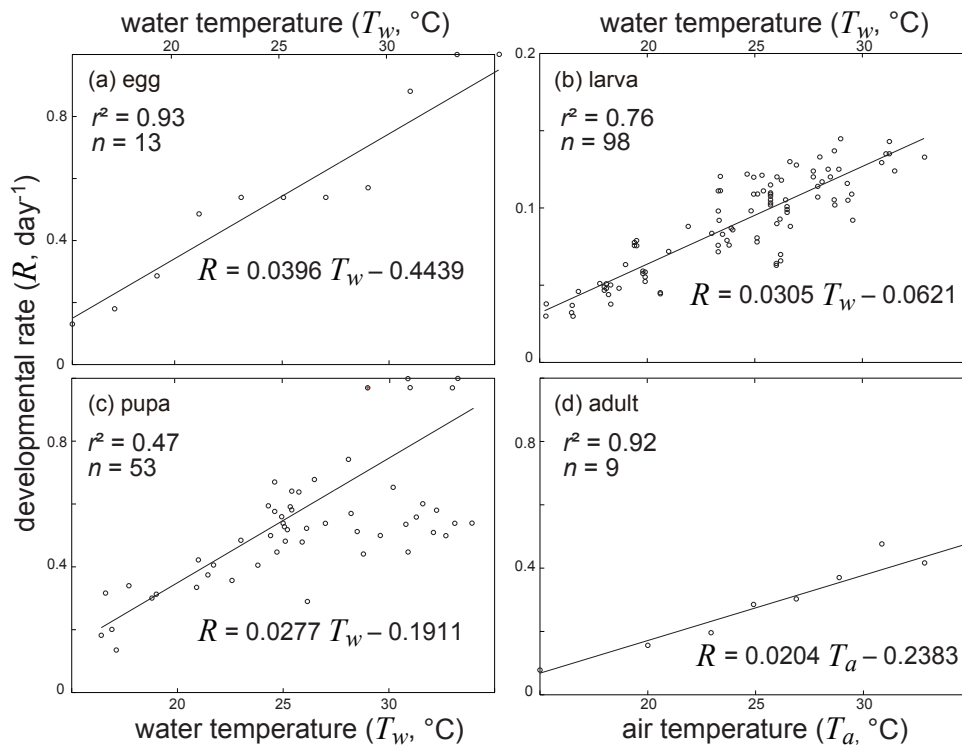 water temperature (Tw, °C)
water temperature (Tw, °C)
20
25
30
20
25
30
(a) egg
r² = 0.93
n = 13
R = 0.0396 Tw – 0.4439
0.8
0.4
0
(b) larva
r² = 0.76
n = 98
R = 0.0305 Tw – 0.0621
0.2
0.1
0
developmental rate (R, day-1)
(c) pupa
r² = 0.47
n = 53
R = 0.0277 Tw – 0.1911
0.8
0.4
0
(d) adult
r² = 0.92
n = 9
R = 0.0204 Ta – 0.2383
0.8
0.4
0
20
25
30
20
25
30
water temperature (Tw, °C)
air temperature (Ta, °C)